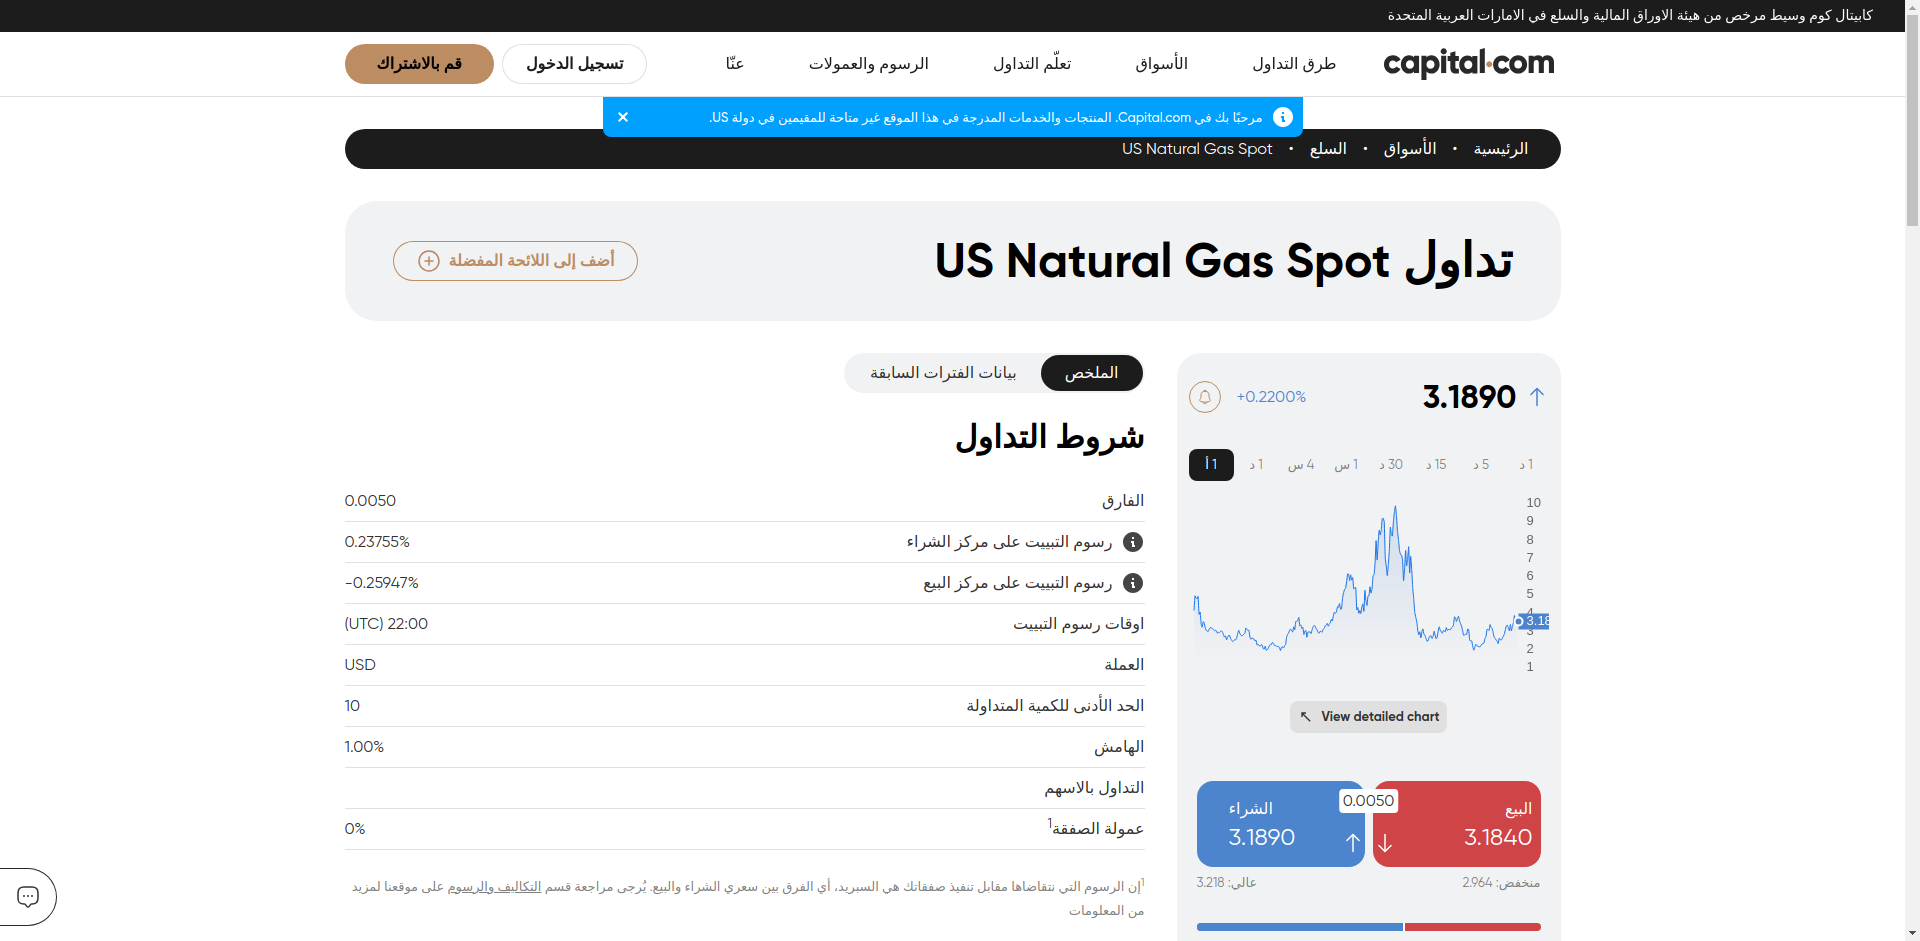 كابيتال كوم وسيط مرخص من هيئة الاوراق المالية والسلع في الامارات العربية المتحدة
capital.com
طرق التداول
الأسواق
تعلّم التداول
الرسوم والعمولات
عنّا
تسجيل الدخول
قم بالاشتراك
مرحبًا بك في Capital.com. المنتجات والخدمات المدرجة في هذا الموقع غير متاحة للمقيمين في دولة US.
الرئيسية • الأسواق • السلع • US Natural Gas Spot
تداول US Natural Gas Spot
أضف إلى اللائحة المفضلة
3.1890
+0.2200%
1 د
5 د
15 د
30 د
1 س
4 س
1 د
1 أ
10
9
8
7
6
5
4
3.18
3
2
1
View detailed chart
البيع
3.1840
0.0050
الشراء
3.1890
منخفض: 2.964
عالي: 3.218
الملخص
بيانات الفترات السابقة
شروط التداول
الفارق 0.0050
رسوم التبييت على مركز الشراء 0.23755%
رسوم التبييت على مركز البيع -0.25947%
اوقات رسوم التبييت 22:00 (UTC)
العملة USD
الحد الأدنى للكمية المتداولة 10
الهامش 1.00%
التداول بالاسهم
عمولة الصفقة1 0%
1إن الرسوم التي نتقاضاها مقابل تنفيذ صفقاتك هي السبريد، أي الفرق بين سعري الشراء والبيع. يُرجى مراجعة قسم التكاليف والرسوم على موقعنا لمزيد
من المعلومات